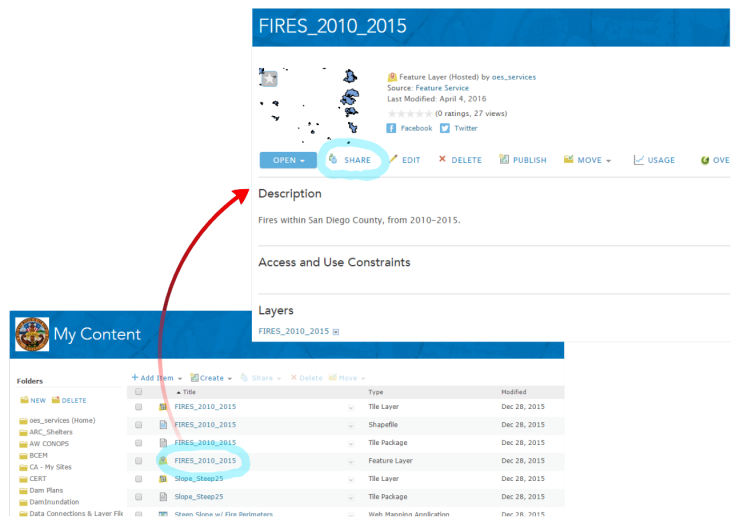 FIRES_2010_2015
Feature Layer (Hosted) by oes_services
Source: Feature Service
Last Modified: April 4, 2016
(0 ratings, 27 views)
Facebook Twitter
OPEN SHARE EDIT DELETE PUBLISH MOVE USAGE OVE
Description
Fires within San Diego County, from 2010-2015.
Access and Use Constraints
Layers
FIRES_2010_2015
My Content
Folders
NEW DELETE
oes_services (Home)
ARC_Shelters
AW CONOPS
BCEM
CA - My Sites
CERT
Dam Plans
DamInundation
Data Connections & Layer File
+ Add Item Create Share Delete Move
Title Type Modified
FIRES_2010_2015 Tile Layer Dec 28, 2015
FIRES_2010_2015 Shapefile Dec 28, 2015
FIRES_2010_2015 Tile Package Dec 28, 2015
FIRES_2010_2015 Feature Layer Dec 28, 2015
Slope_Steep25 Tile Layer Dec 28, 2015
Slope_Steep25 Tile Package Dec 28, 2015
Steep Slope w/ Fire Perimeters Web Mapping Application Dec 28, 2015